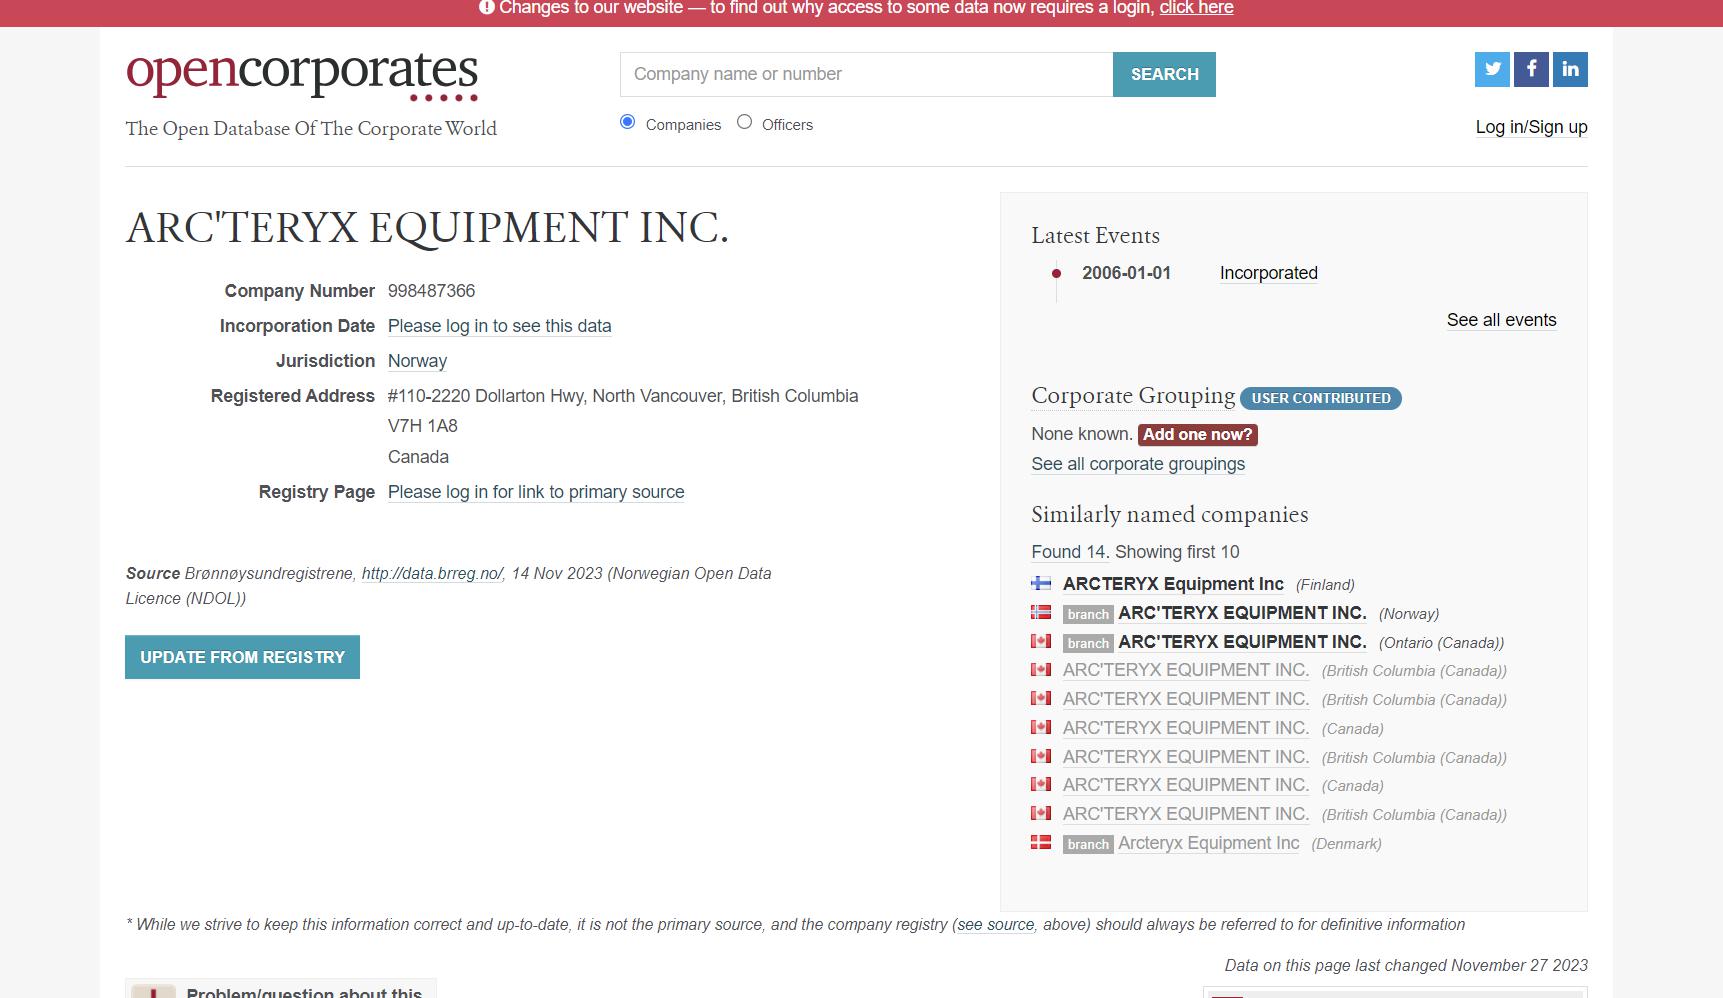 Changes to our website — to find out why access to some data now requires a login, click here
opencorporates
The Open Database Of The Corporate World
Company name or number
SEARCH
Companies
Officers
Log in/Sign up
ARC'TERYX EQUIPMENT INC.
Company Number 998487366
Incorporation Date Please log in to see this data
Jurisdiction Norway
Registered Address #110-2220 Dollarton Hwy, North Vancouver, British Columbia
V7H 1A8
Canada
Registry Page Please log in for link to primary source
Source Brønnøysundregistrene, http://data.brreg.no/, 14 Nov 2023 (Norwegian Open Data
Licence (NDOL))
UPDATE FROM REGISTRY
Latest Events
2006-01-01 Incorporated
See all events
Corporate Grouping USER CONTRIBUTED
None known. Add one now?
See all corporate groupings
Similarly named companies
Found 14. Showing first 10
ARCTERYX Equipment Inc (Finland)
branch ARC'TERYX EQUIPMENT INC. (Norway)
branch ARC'TERYX EQUIPMENT INC. (Ontario (Canada))
ARC'TERYX EQUIPMENT INC. (British Columbia (Canada))
ARC'TERYX EQUIPMENT INC. (British Columbia (Canada))
ARC'TERYX EQUIPMENT INC. (Canada)
ARC'TERYX EQUIPMENT INC. (British Columbia (Canada))
ARC'TERYX EQUIPMENT INC. (Canada)
ARC'TERYX EQUIPMENT INC. (British Columbia (Canada))
branch Arcteryx Equipment Inc (Denmark)
* While we strive to keep this information correct and up-to-date, it is not the primary source, and the company registry (see source, above) should always be referred to for definitive information
Data on this page last changed November 27 2023
Problem/question about this